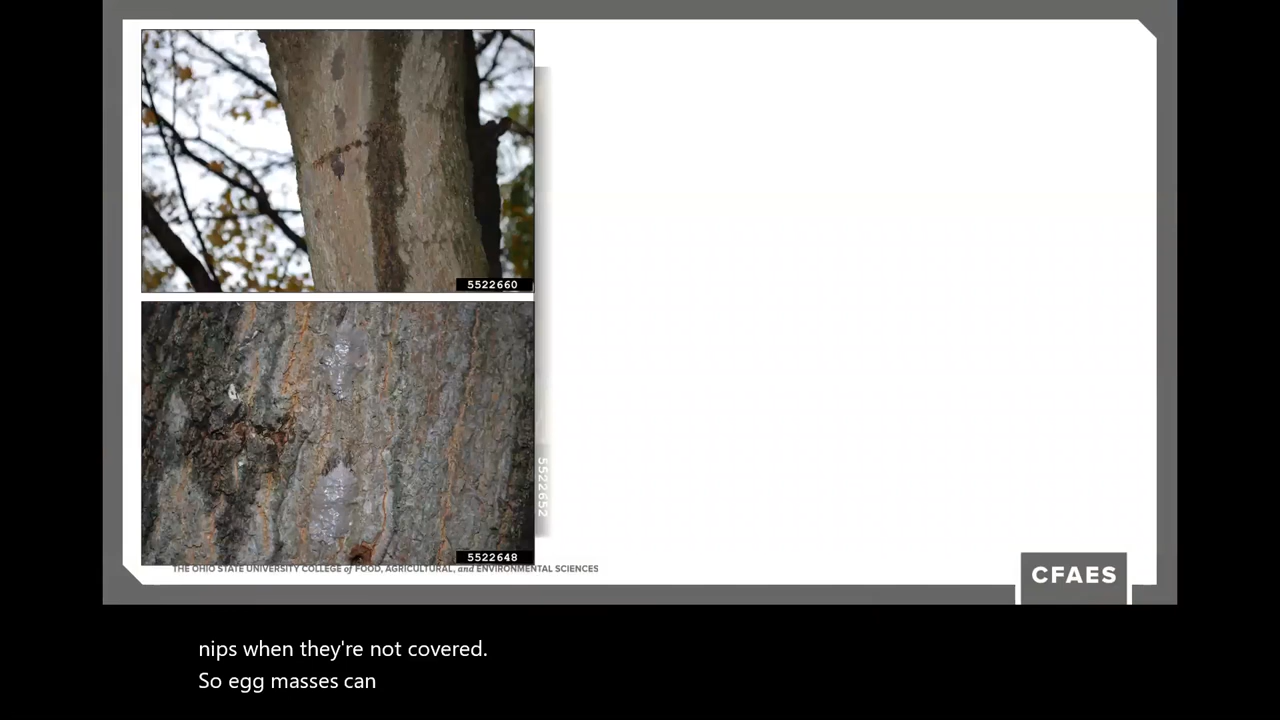 5522660
5522652
5522648
THE OHIO STATE UNIVERSITY COLLEGE of FOOD, AGRICULTURAL, and ENVIRONMENTAL SCIENCES
CFAES
nips when they're not covered.
So egg masses can